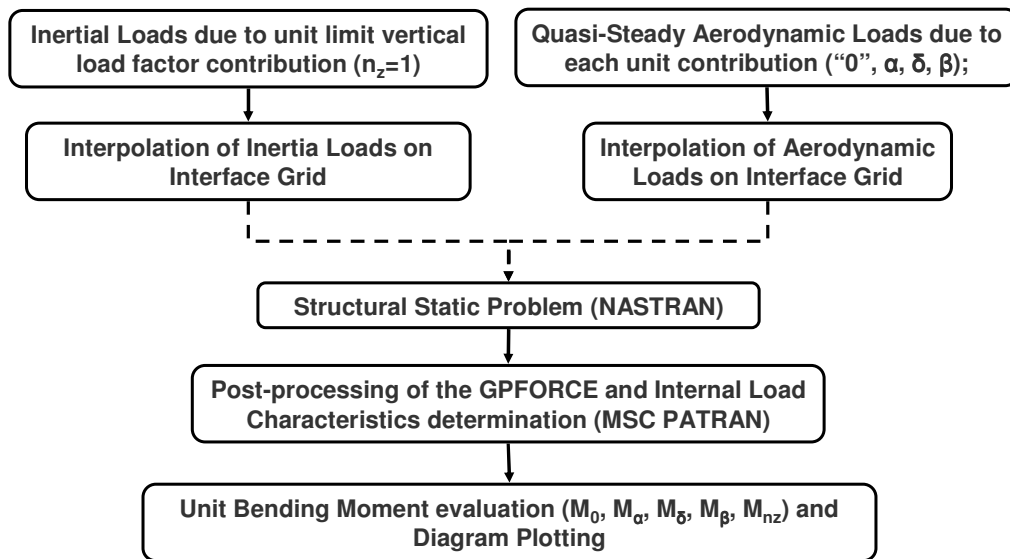 Inertial Loads due to unit limit vertical
load factor contribution (nz=1)
Quasi-Steady Aerodynamic Loads due to
each unit contribution (“0”, α, δ, β);
Interpolation of Inertia Loads on
Interface Grid
Interpolation of Aerodynamic
Loads on Interface Grid
Structural Static Problem (NASTRAN)
Post-processing of the GPFORCE and Internal Load
Characteristics determination (MSC PATRAN)
Unit Bending Moment evaluation (M0, Mα, Mδ, Mβ, Mnz) and
Diagram Plotting